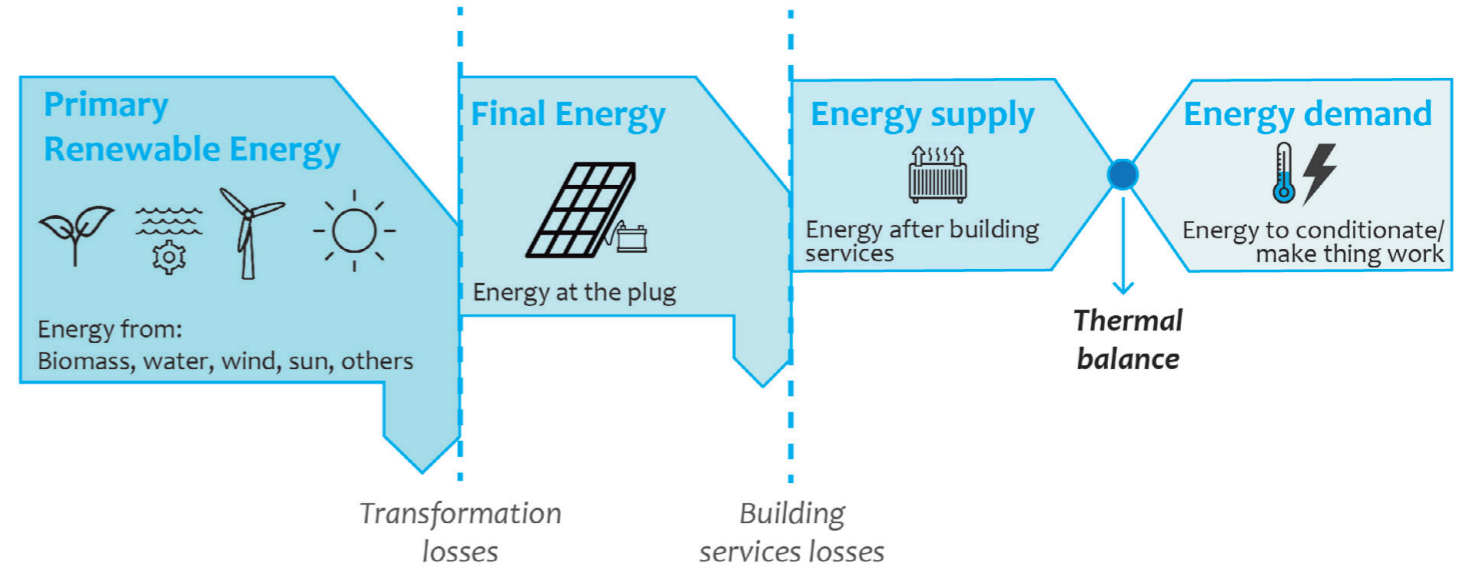 Primary
Renewable Energy
Energy from:
Biomass, water, wind, sun, others
Final Energy
Energy at the plug
Energy supply
Energy after building
services
Energy demand
Energy to conditionate/
make thing work
Thermal
balance
Transformation
losses
Building
services losses